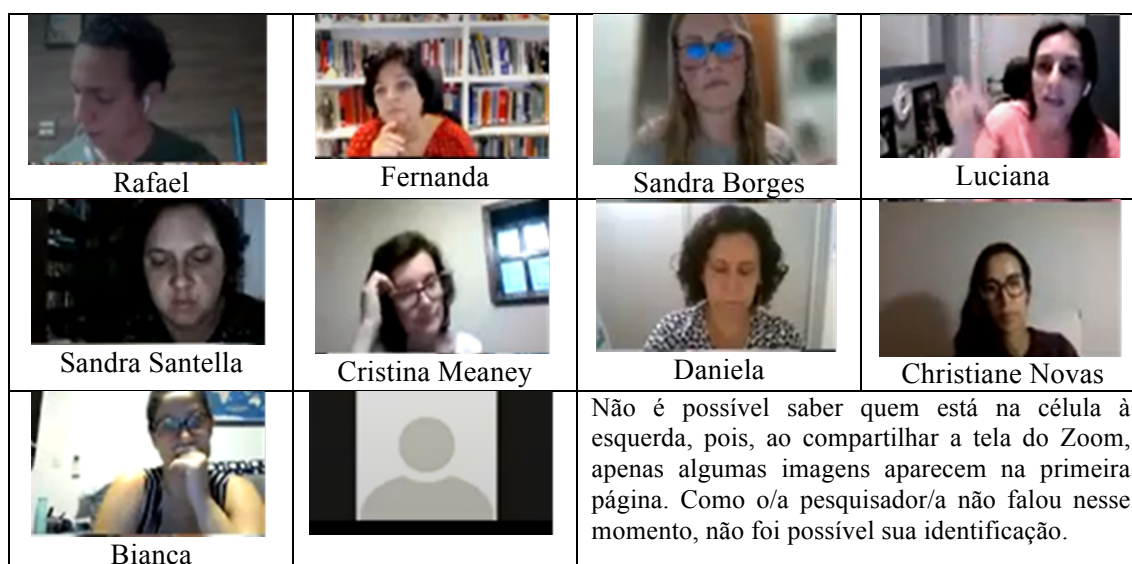 Rafael
Fernanda
Sandra Borges
Luciana
Sandra Santella
Cristina Meaney
Daniela
Christiane Novas
Bianca
Não é possível saber quem está na célula à
esquerda, pois, ao compartilhar a tela do Zoom,
apenas algumas imagens aparecem na primeira
página. Como o/a pesquisador/a não falou nesse
momento, não foi possível sua identificação.